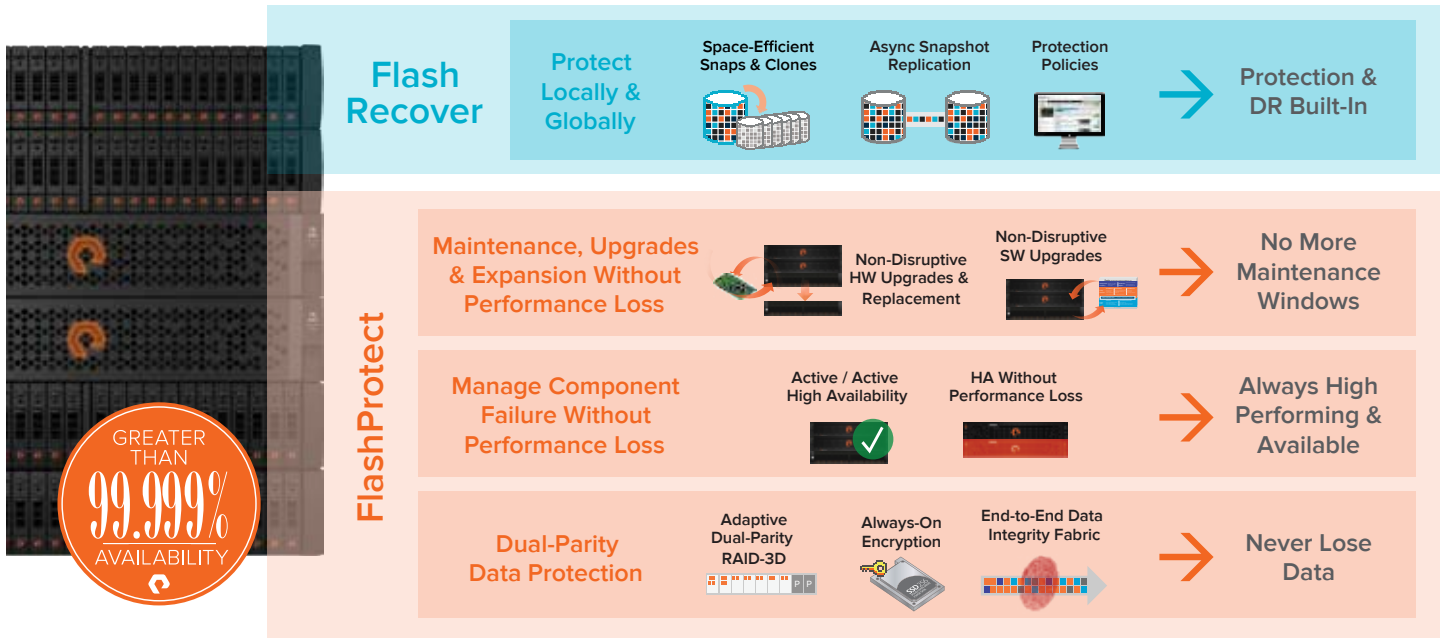 Flash
Recover
Protect
Locally &
Globally
Space-Efficient
Snaps & Clones
Async Snapshot
Replication
Protection
Policies
Protection &
DR Built-In
FlashProtect
Maintenance, Upgrades
& Expansion Without
Performance Loss
Non-Disruptive
HW Upgrades &
Replacement
Non-Disruptive
SW Upgrades
No More
Maintenance
Windows
Manage Component
Failure Without
Performance Loss
Active / Active
High Availability
HA Without
Performance Loss
Always High
Performing &
Available
Dual-Parity
Data Protection
Adaptive
Dual-Parity
RAID-3D
P P
Always-On
Encryption
End-to-End Data
Integrity Fabric
Never Lose
Data
GREATER
THAN
99.999%
AVAILABILITY